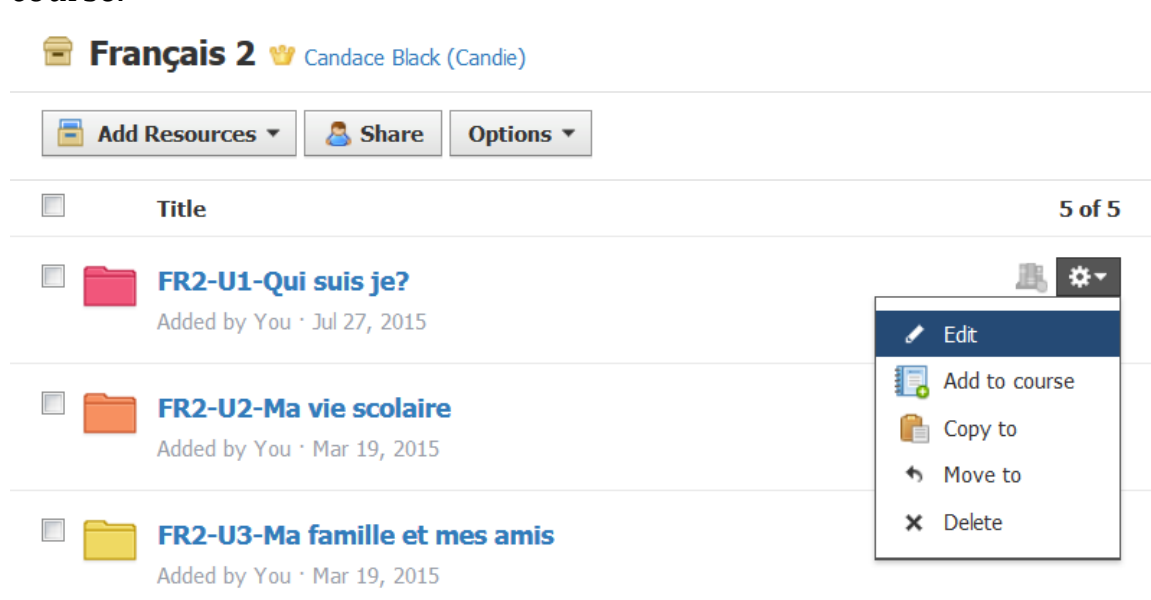 course.
Français 2 Candace Black (Candie)
Add Resources Share Options
Title 5 of 5
FR2-U1-Qui suis je?
Added by You · Jul 27, 2015
Edit
Add to course
Copy to
Move to
Delete
FR2-U2-Ma vie scolaire
Added by You · Mar 19, 2015
FR2-U3-Ma famille et mes amis
Added by You · Mar 19, 2015